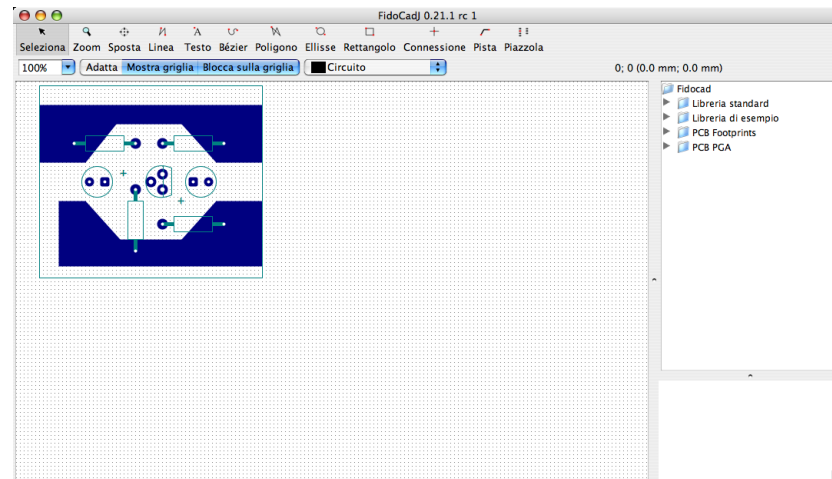 FidoCadJ 0.21.1 rc 1
Seleziona Zoom Sposta Linea Testo Bézier Poligono Ellisse Rettangolo Connessione Pista Piazzola
100% Adatta Mostra griglia Blocca sulla griglia Circuito 0; 0 (0.0 mm; 0.0 mm)
Fidocad
Libreria standard
Libreria di esempio
PCB Footprints
PCB PGA